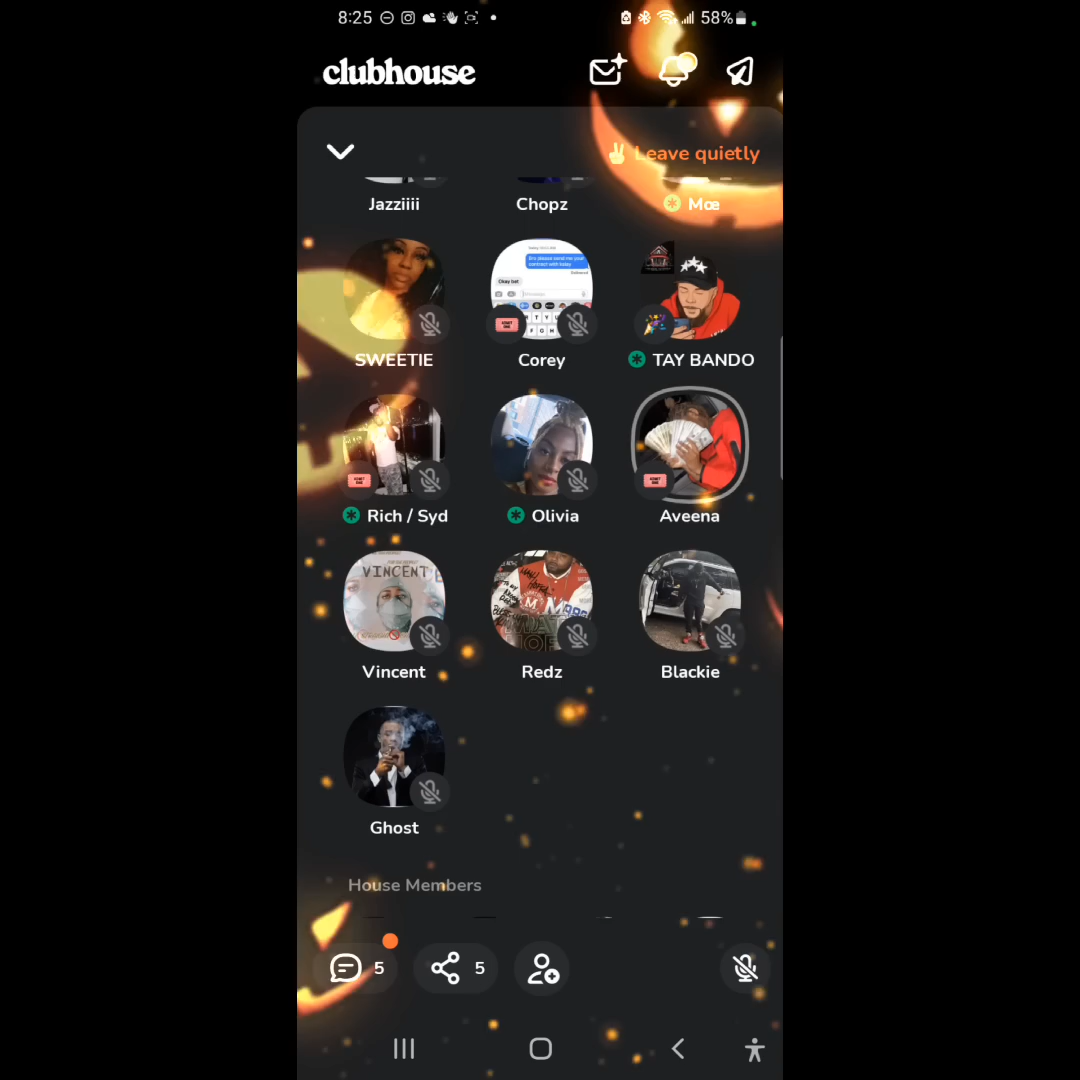 8:25
58%
clubhouse
Leave quietly
Jazziiii
Chopz
Mœ
SWEETIE
Corey
TAY BANDO
Rich / Syd
Olivia
Aveena
VINCENT
Vincent
Redz
Blackie
Ghost
House Members
5
5